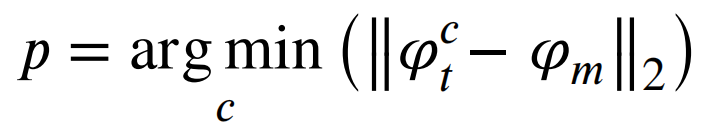 p = arg min_c (‖φ_t^c − φ_m‖_2)